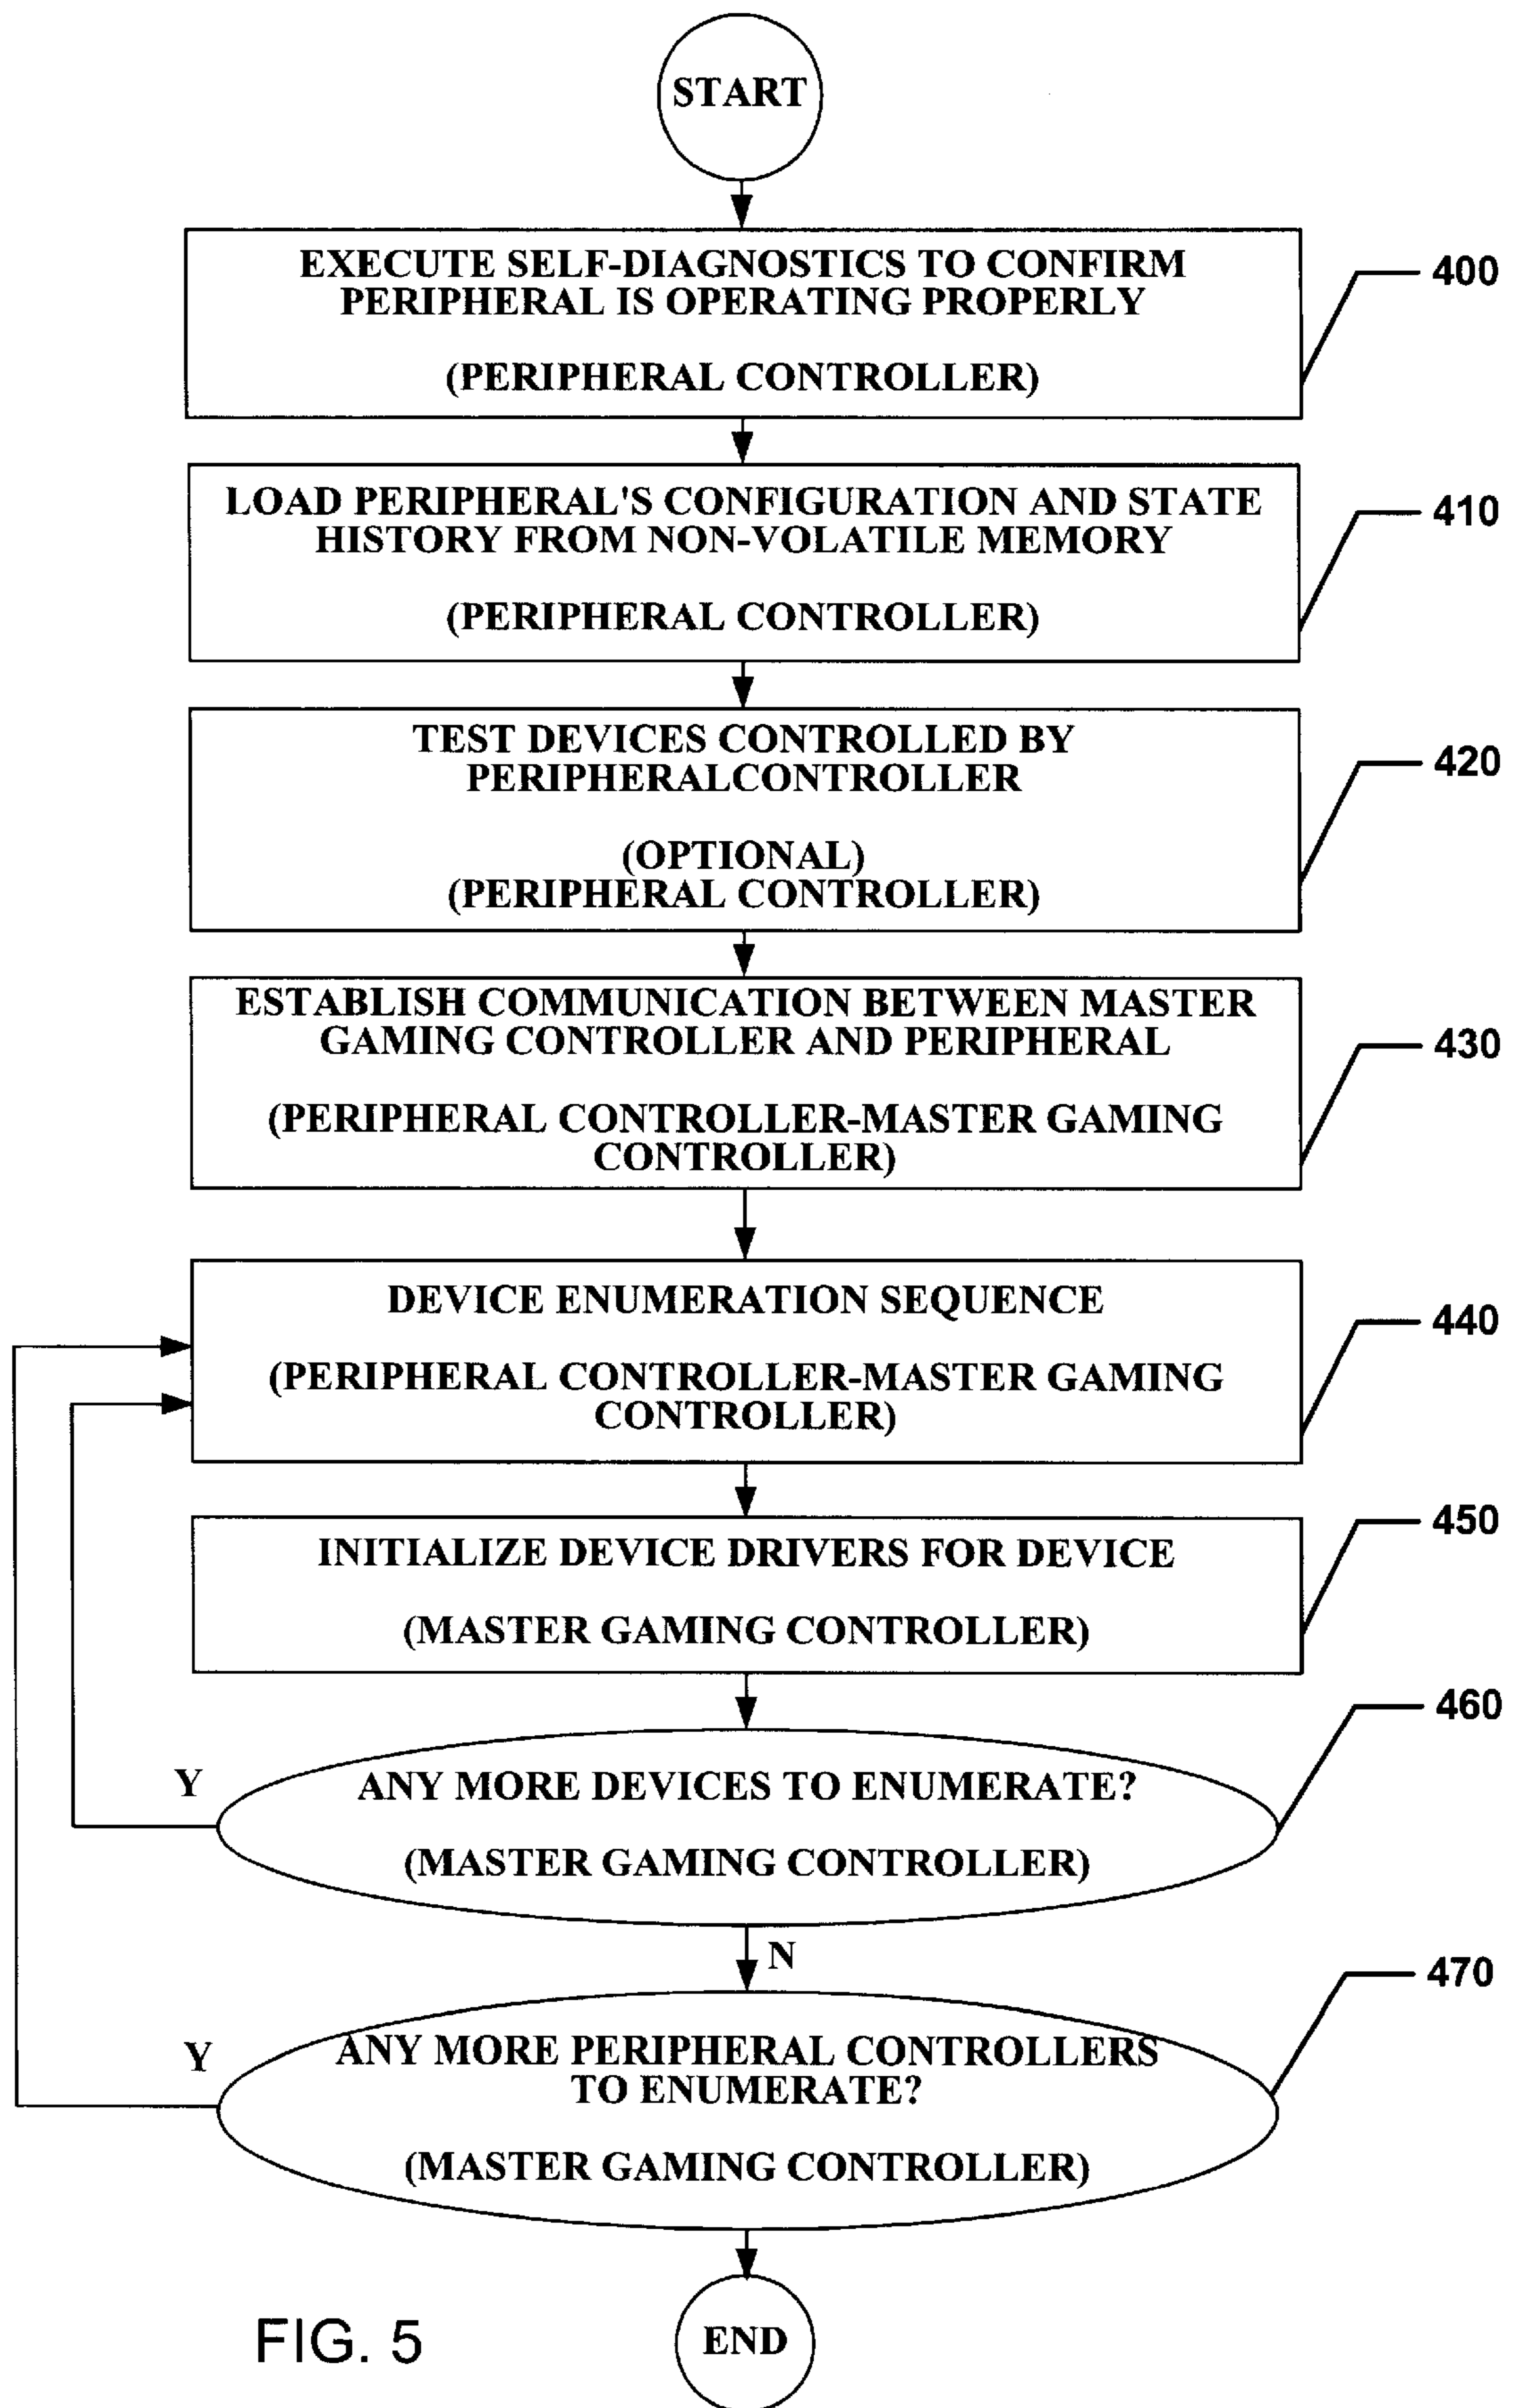 START
EXECUTE SELF-DIAGNOSTICS TO CONFIRM
PERIPHERAL IS OPERATING PROPERLY
(PERIPHERAL CONTROLLER)
400
LOAD PERIPHERAL'S CONFIGURATION AND STATE
HISTORY FROM NON-VOLATILE MEMORY
(PERIPHERAL CONTROLLER)
410
TEST DEVICES CONTROLLED BY
PERIPHERALCONTROLLER
(OPTIONAL)
(PERIPHERAL CONTROLLER)
420
ESTABLISH COMMUNICATION BETWEEN MASTER
GAMING CONTROLLER AND PERIPHERAL
(PERIPHERAL CONTROLLER-MASTER GAMING
CONTROLLER)
430
DEVICE ENUMERATION SEQUENCE
(PERIPHERAL CONTROLLER-MASTER GAMING
CONTROLLER)
440
INITIALIZE DEVICE DRIVERS FOR DEVICE
(MASTER GAMING CONTROLLER)
450
Y
ANY MORE DEVICES TO ENUMERATE?
(MASTER GAMING CONTROLLER)
460
N
Y
ANY MORE PERIPHERAL CONTROLLERS
TO ENUMERATE?
(MASTER GAMING CONTROLLER)
470
END
FIG. 5